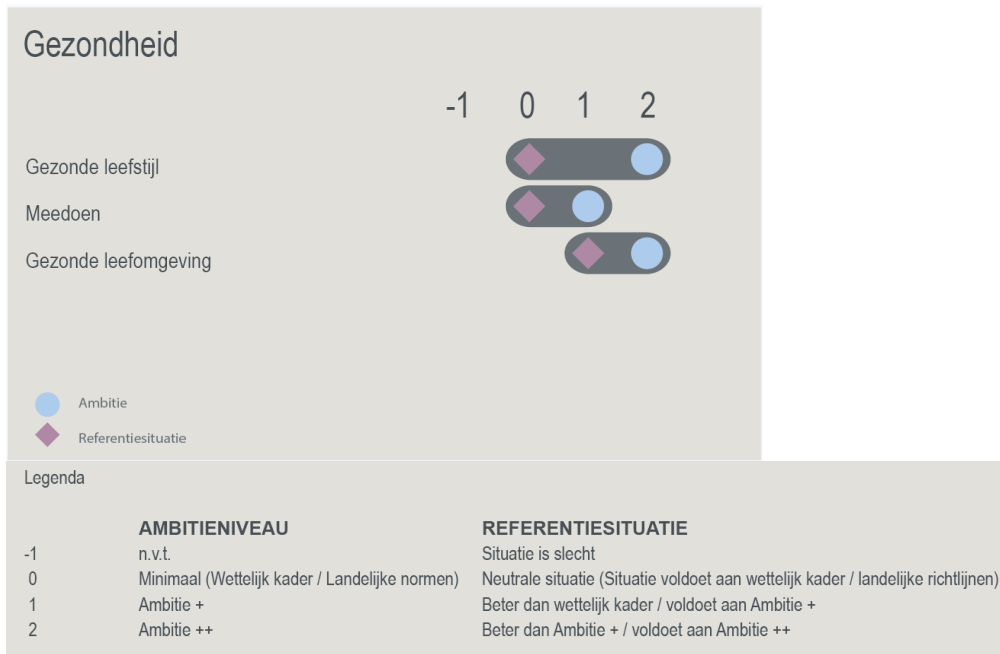 Gezondheid
-1 0 1 2
Gezonde leefstijl
Meedoen
Gezonde leefomgeving
Ambitie
Referentiesituatie
Legenda
AMBITIENIVEAU REFERENTIESITUATIE
-1 n.v.t. Situatie is slecht
0 Minimaal (Wettelijk kader / Landelijke normen) Neutrale situatie (Situatie voldoet aan wettelijk kader / landelijke richtlijnen)
1 Ambitie + Beter dan wettelijk kader / voldoet aan Ambitie +
2 Ambitie ++ Beter dan Ambitie + / voldoet aan Ambitie ++